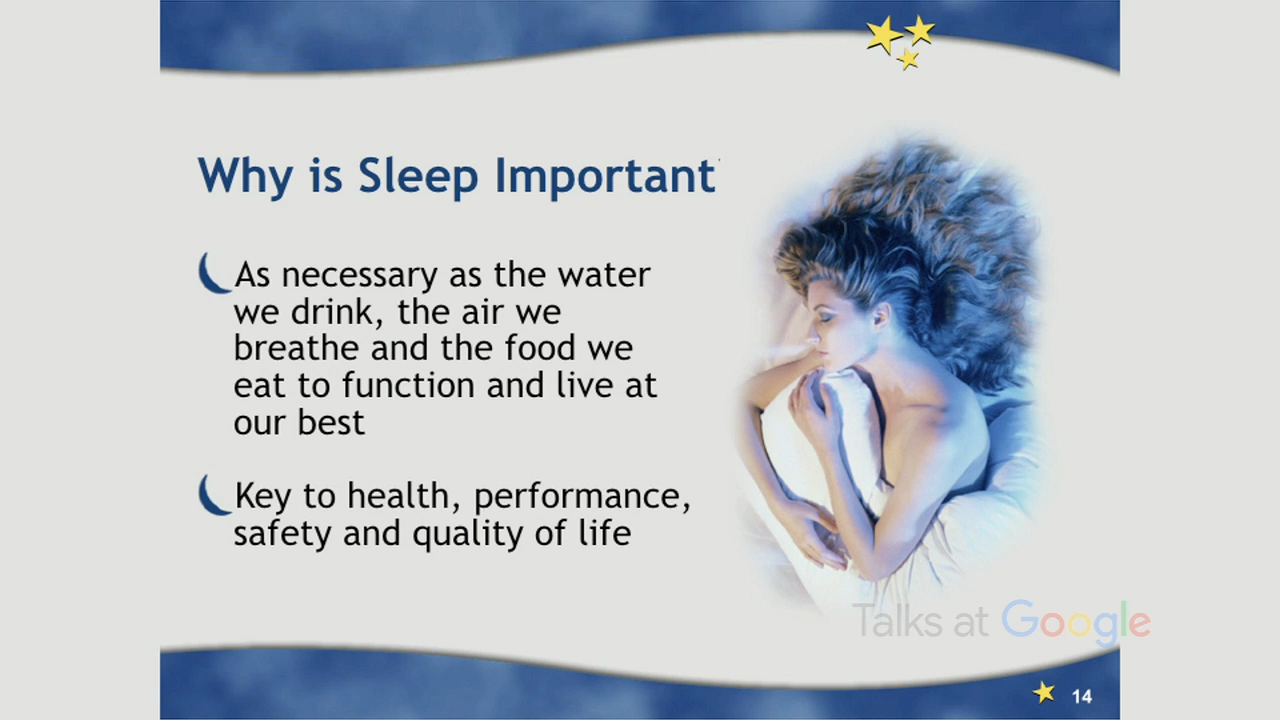 Why is Sleep Important
As necessary as the water
we drink, the air we
breathe and the food we
eat to function and live at
our best
Key to health, performance,
safety and quality of life
Talks at Google
14